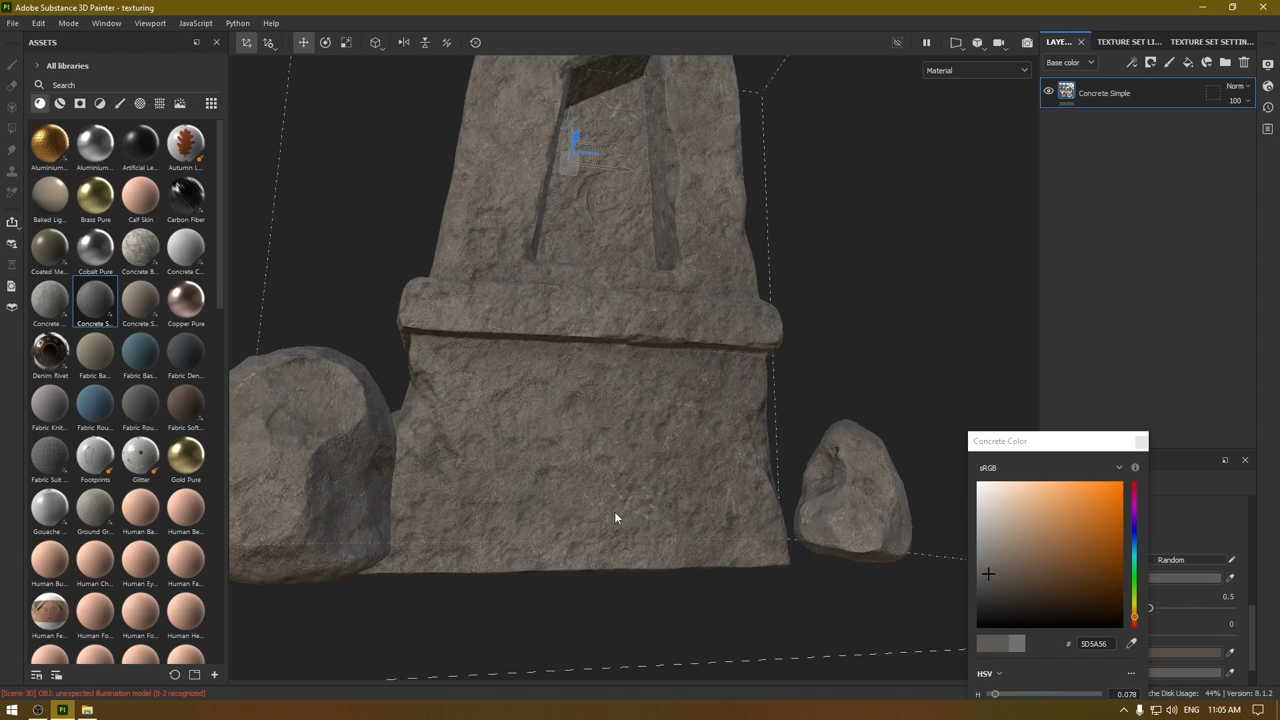 Adobe Substance 3D Painter - texturing
File Edit Mode Window Viewport JavaScript Python Help
ASSETS
LAYE... TEXTURE SET LI... TEXTURE SET SETTIN...
All libraries
Base color
Material
Search
Concrete Simple
Norm
100
Aluminium... Aluminium... Artificial Le... Autumn L...
Baked Lig... Brass Pure Calf Skin Carbon Fiber
Coated Me... Cobalt Pure Concrete B... Concrete C...
Concrete ... Concrete S... Concrete S... Copper Pure
Denim Rivet Fabric Ba... Fabric Bas... Fabric Den...
Fabric Knit... Fabric Rou... Fabric Rou... Fabric Soft...
Fabric Suit ... Footprints Glitter Gold Pure
Gouache ... Ground Gr... Human Ba... Human Be...
Human Bu... Human Ch... Human Ey... Human Fa...
Human Fe... Human Fo... Human Fo... Human He...
Concrete Color
sRGB
Random
0.5
0
# 5D5A56
HSV
H 0.078
[Scene 3D] OBJ: unexpected illumination model (0-2 recognized)
che Disk Usage: 44% | Version: 8.1.2
ENG 11:05 AM